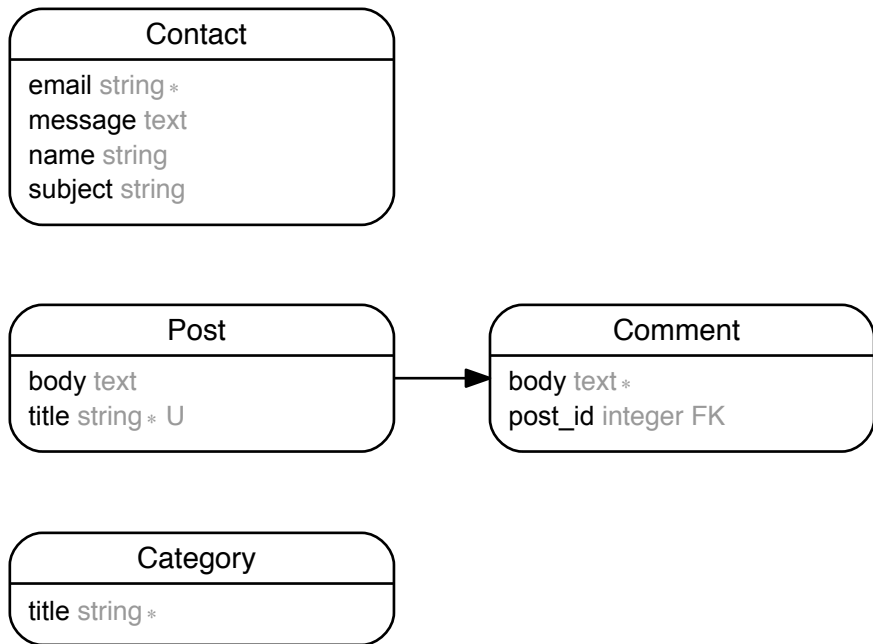 Contact
email string *
message text
name string
subject string
Post
body text
title string * U
Comment
body text *
post_id integer FK
Category
title string *